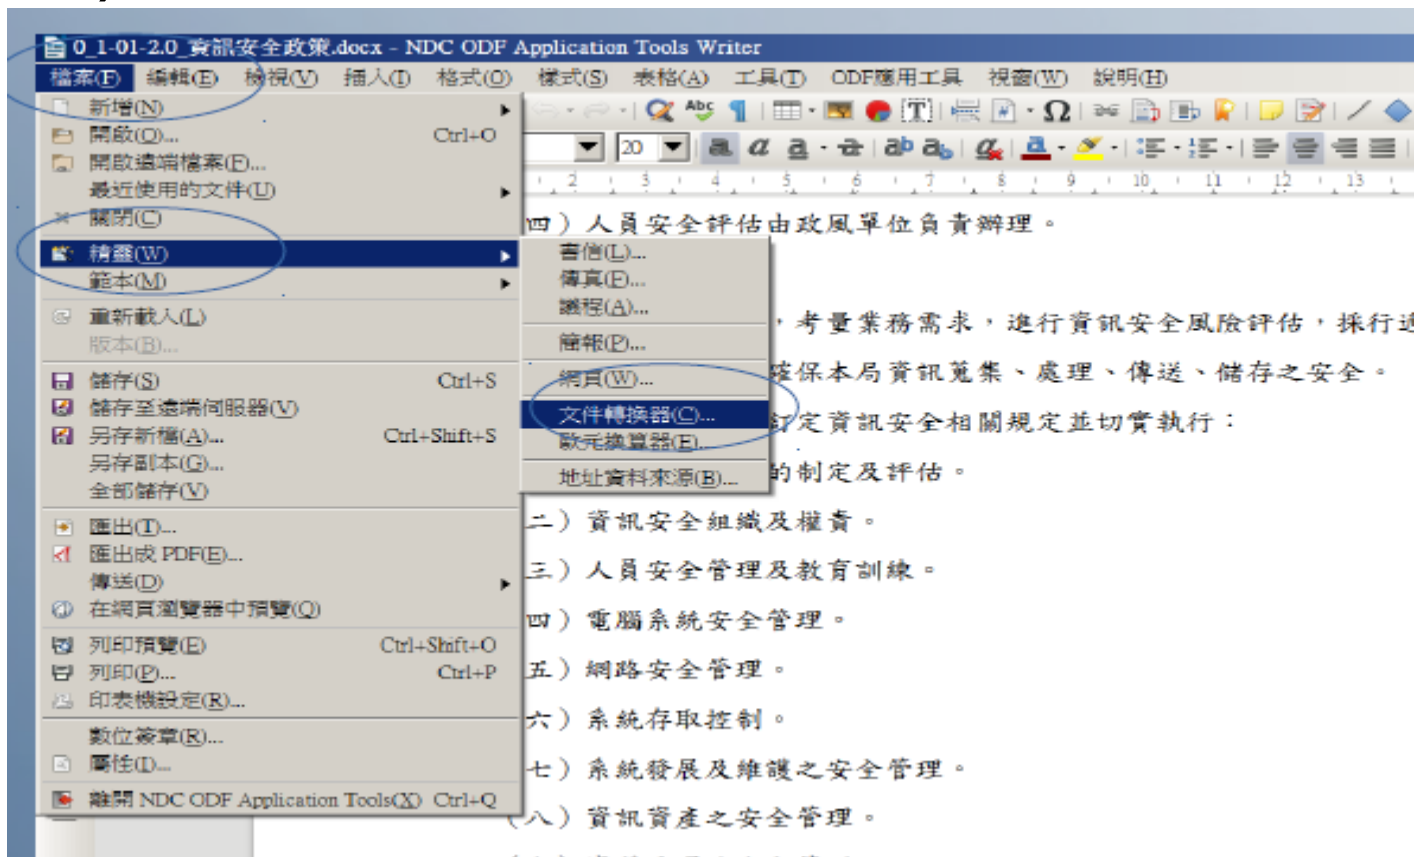 0_1-01-2.0_資訊安全政策.docx - NDC ODF Application Tools Writer
檔案(F) 編輯(E) 檢視(V) 插入(I) 格式(O) 樣式(S) 表格(A) 工具(T) ODF應用工具 視窗(W) 說明(H)
新增(N)
開啟(O)... Ctrl+O
開啟遠端檔案(F)...
最近使用的文件(U)
關閉(C)
精靈(W)
範本(M)
重新載入(L)
版本(B)...
儲存(S) Ctrl+S
儲存至遠端伺服器(V)
另存新檔(A)... Ctrl+Shift+S
另存副本(G)...
全部儲存(V)
匯出(T)...
匯出成 PDF(E)...
傳送(D)
在網頁瀏覽器中預覽(Q)
列印預覽(E) Ctrl+Shift+O
列印(P)... Ctrl+P
印表機設定(R)...
數位簽章(R)...
屬性(I)...
離開 NDC ODF Application Tools(X) Ctrl+Q
書信(L)...
傳真(F)...
議程(A)...
簡報(P)...
網頁(W)...
文件轉換器(C)...
歐元換算器(E)...
地址資料來源(B)...
Abc
20
2 3 4 5 6 7 8 9 10 11 12 13
四）人員安全評估由政風單位負責辦理。
，考量業務需求，進行資訊安全風險評估，採行
確保本局資訊蒐集、處理、傳送、儲存之安全。
訂定資訊安全相關規定並切實執行：
的制定及評估。
二）資訊安全組織及權責。
三）人員安全管理及教育訓練。
四）電腦系統安全管理。
五）網路安全管理。
六）系統存取控制。
七）系統發展及維護之安全管理。
（八）資訊資產之安全管理。